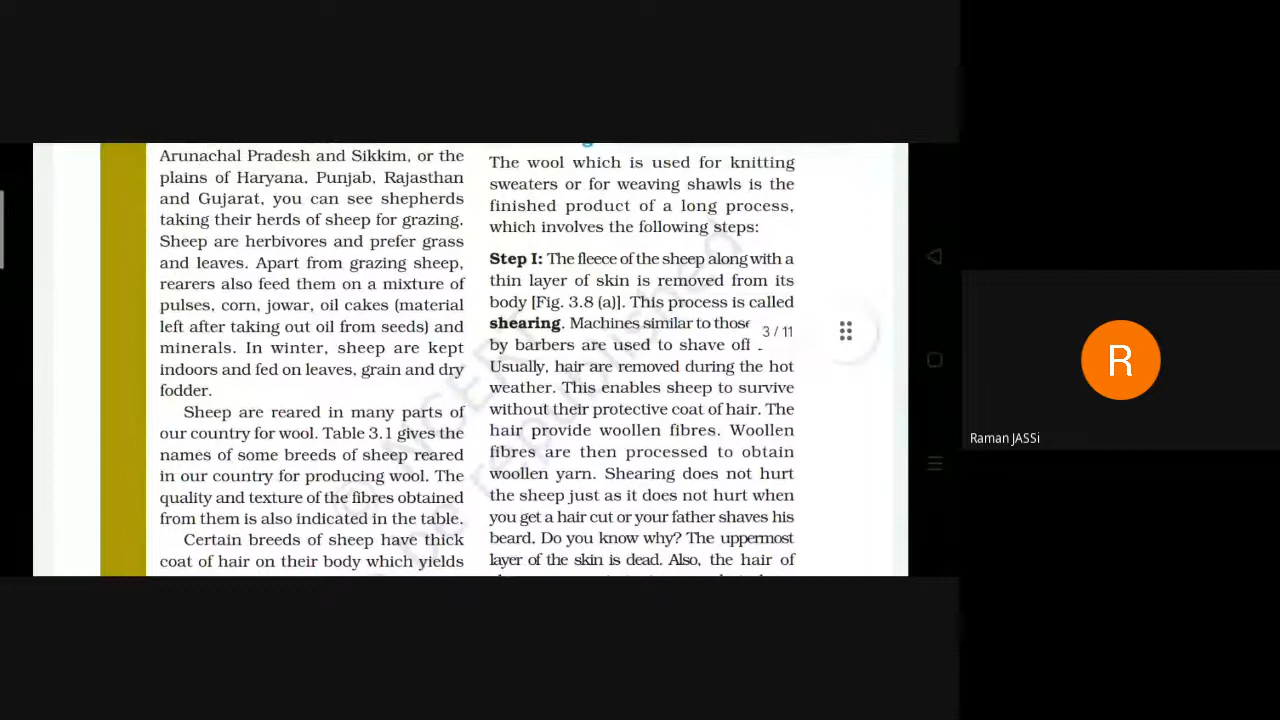 Arunachal Pradesh and Sikkim, or the
plains of Haryana, Punjab, Rajasthan
and Gujarat, you can see shepherds
taking their herds of sheep for grazing.
Sheep are herbivores and prefer grass
and leaves. Apart from grazing sheep,
rearers also feed them on a mixture of
pulses, corn, jowar, oil cakes (material
left after taking out oil from seeds) and
minerals. In winter, sheep are kept
indoors and fed on leaves, grain and dry
fodder.
Sheep are reared in many parts of
our country for wool. Table 3.1 gives the
names of some breeds of sheep reared
in our country for producing wool. The
quality and texture of the fibres obtained
from them is also indicated in the table.
Certain breeds of sheep have thick
coat of hair on their body which yields
The wool which is used for knitting
sweaters or for weaving shawls is the
finished product of a long process,
which involves the following steps:
Step I: The fleece of the sheep along with a
thin layer of skin is removed from its
body [Fig. 3.8 (a)]. This process is called
shearing. Machines similar to those
by barbers are used to shave off
Usually, hair are removed during the hot
weather. This enables sheep to survive
without their protective coat of hair. The
hair provide woollen fibres. Woollen
fibres are then processed to obtain
woollen yarn. Shearing does not hurt
the sheep just as it does not hurt when
you get a hair cut or your father shaves his
beard. Do you know why? The uppermost
layer of the skin is dead. Also, the hair of
3 / 11
© NCERT
be republished
R
Raman JASSi